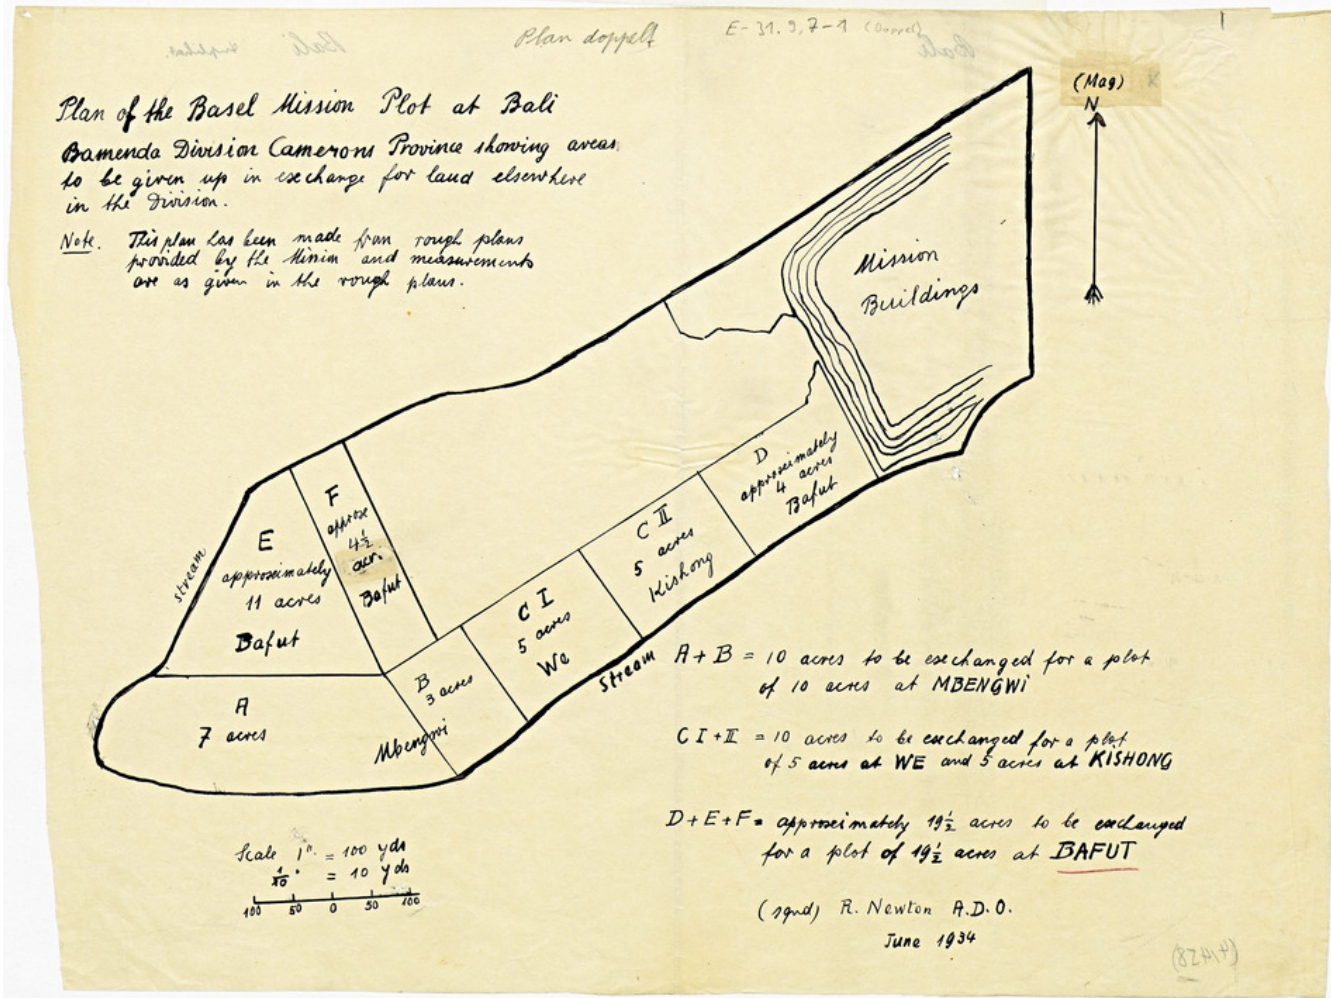 Plan doppelt
E-31.9,7-1 (Doppel)
Bali
Bali
Plan of the Basel Mission Plot at Bali
Bamenda Division Camerons Province showing areas
to be given up in exchange for land elsewhere
in the Division.
Note. This plan has been made from rough plans
provided by the Mission and measurements
are as given in the rough plans.
(Mag)
N
Mission
Buildings
D
approximately
4 acres
Bafut
C II
5 acres
Kishong
C I
5 acres
We
B
3 acres
Mbengwi
F
approx
4½
acr.
Bafut
E
approximately
11 acres
Bafut
A
7 acres
stream
stream
A + B = 10 acres to be exchanged for a plot
of 10 acres at MBENGWI
C I + II = 10 acres to be exchanged for a plot
of 5 acres at WE and 5 acres at KISHONG
D + E + F = approximately 19½ acres to be exchanged
for a plot of 19½ acres at BAFUT
(sgnd) R. Newton A.D.O.
June 1934
Scale 1" = 100 yds
1/10" = 10 yds
100 50 0 50 100